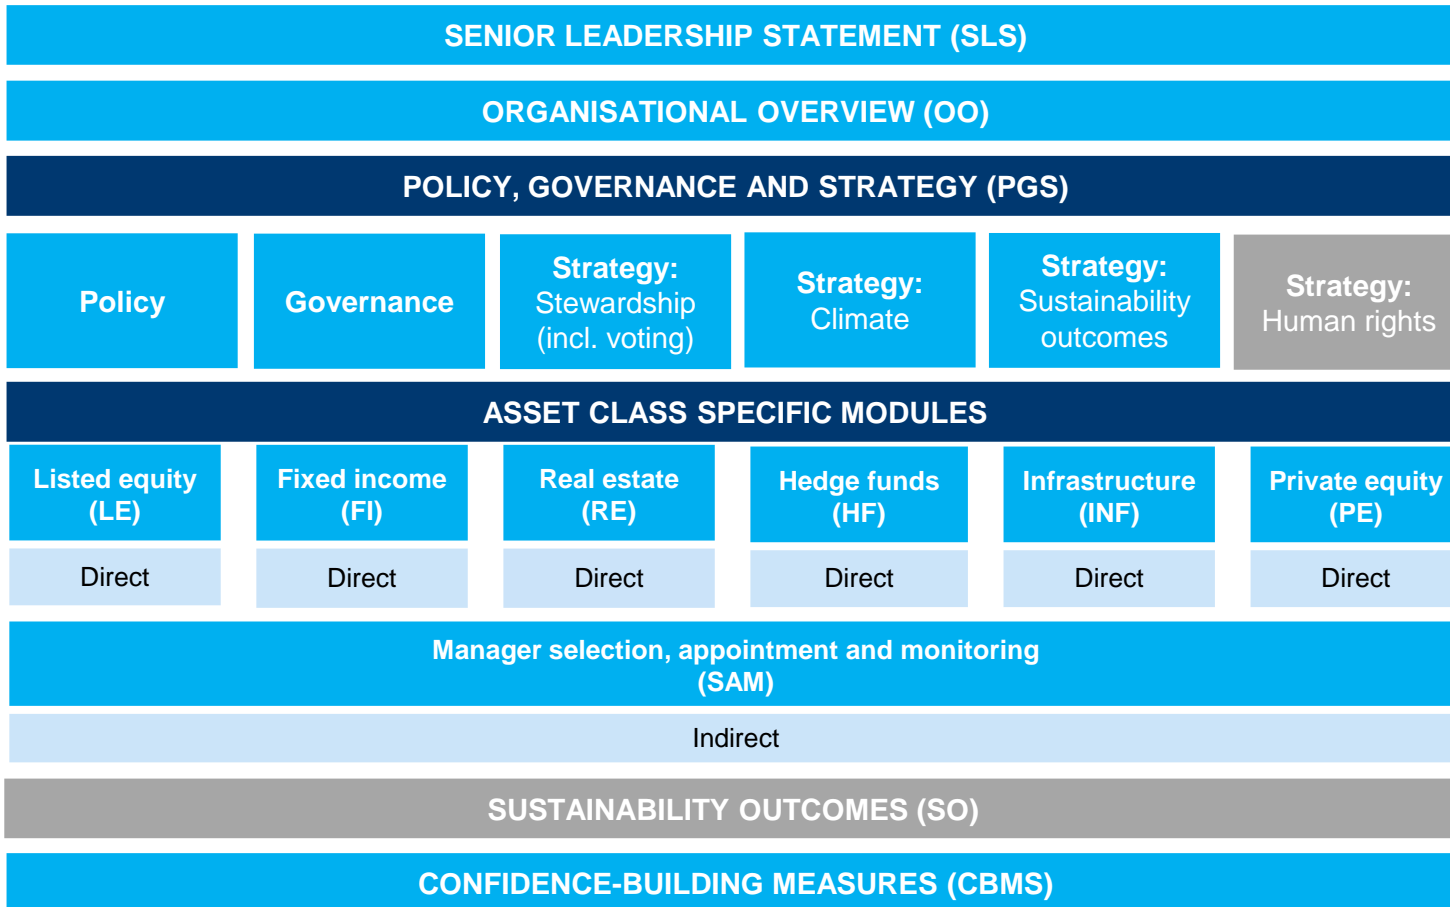 SENIOR LEADERSHIP STATEMENT (SLS)
ORGANISATIONAL OVERVIEW (OO)
POLICY, GOVERNANCE AND STRATEGY (PGS)
Policy
Governance
Strategy:
Stewardship
(incl. voting)
Strategy:
Climate
Strategy:
Sustainability
outcomes
Strategy:
Human rights
ASSET CLASS SPECIFIC MODULES
Listed equity
(LE)
Fixed income
(FI)
Real estate
(RE)
Hedge funds
(HF)
Infrastructure
(INF)
Private equity
(PE)
Direct
Direct
Direct
Direct
Direct
Direct
Manager selection, appointment and monitoring
(SAM)
Indirect
SUSTAINABILITY OUTCOMES (SO)
CONFIDENCE-BUILDING MEASURES (CBMS)